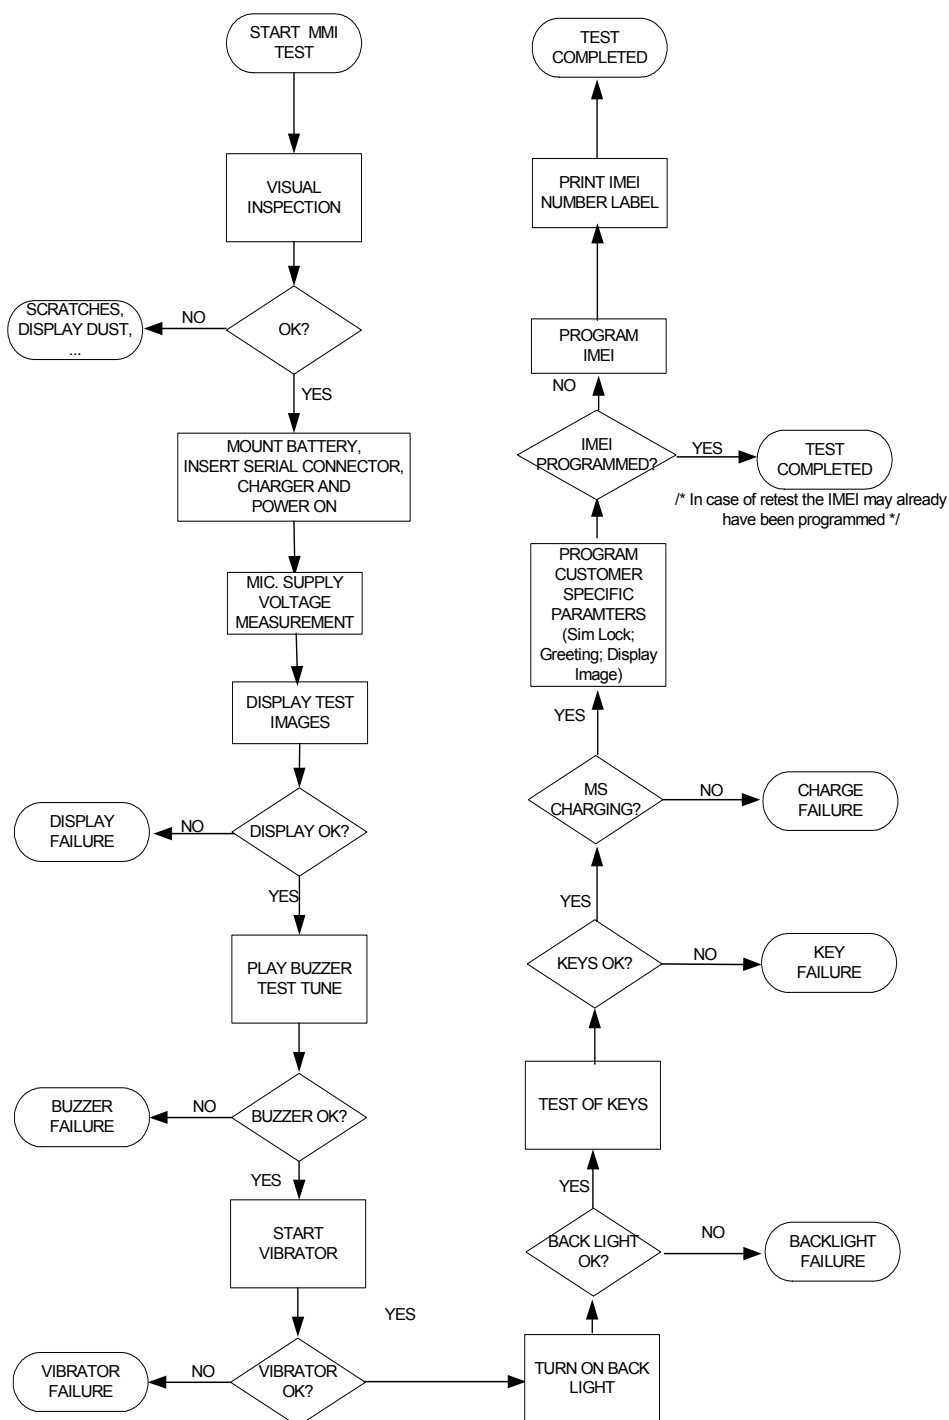 START MMI
TEST
VISUAL
INSPECTION
OK?
NO
SCRATCHES,
DISPLAY DUST,
...
YES
MOUNT BATTERY,
INSERT SERIAL CONNECTOR,
CHARGER AND
POWER ON
MIC. SUPPLY
VOLTAGE
MEASUREMENT
DISPLAY TEST
IMAGES
DISPLAY OK?
NO
DISPLAY
FAILURE
YES
PLAY BUZZER
TEST TUNE
BUZZER OK?
NO
BUZZER
FAILURE
YES
START
VIBRATOR
VIBRATOR
OK?
NO
VIBRATOR
FAILURE
YES
TURN ON BACK
LIGHT
BACK LIGHT
OK?
NO
BACKLIGHT
FAILURE
YES
TEST OF KEYS
KEYS OK?
NO
KEY
FAILURE
YES
MS
CHARGING?
NO
CHARGE
FAILURE
YES
PROGRAM
CUSTOMER
SPECIFIC
PARAMTERS
(Sim Lock;
Greeting; Display
Image)
IMEI
PROGRAMMED?
YES
TEST
COMPLETED
/* In case of retest the IMEI may already
have been programmed */
NO
PROGRAM
IMEI
PRINT IMEI
NUMBER LABEL
TEST
COMPLETED